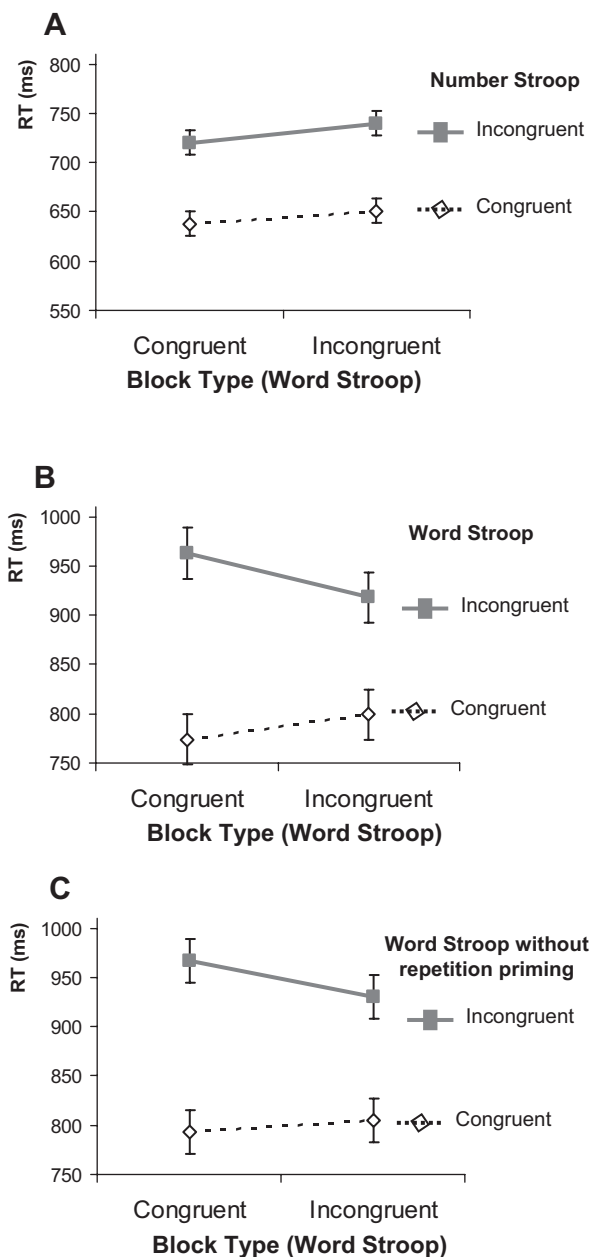 A
RT (ms)
800
750
700
650
600
550
Number Stroop
Incongruent
Congruent
Congruent Incongruent
Block Type (Word Stroop)
B
RT (ms)
1000
950
900
850
800
750
Word Stroop
Incongruent
Congruent
Congruent Incongruent
Block Type (Word Stroop)
C
RT (ms)
1000
950
900
850
800
750
Word Stroop without
repetition priming
Incongruent
Congruent
Congruent Incongruent
Block Type (Word Stroop)